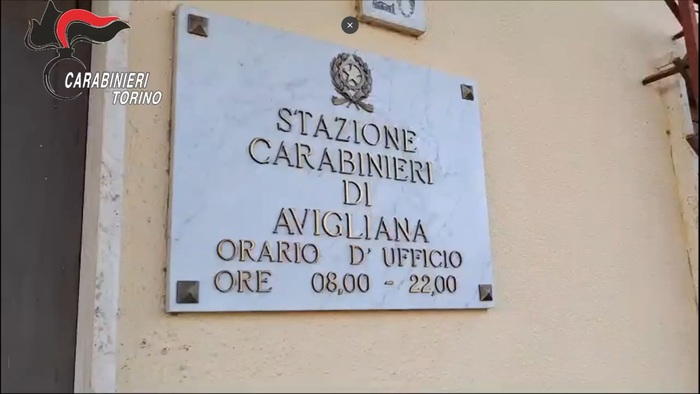 CARABINIERI
TORINO
STAZIONE
CARABINIERI
DI
AVIGLIANA
ORARIO D' UFFICIO
ORE 08,00 - 22,00